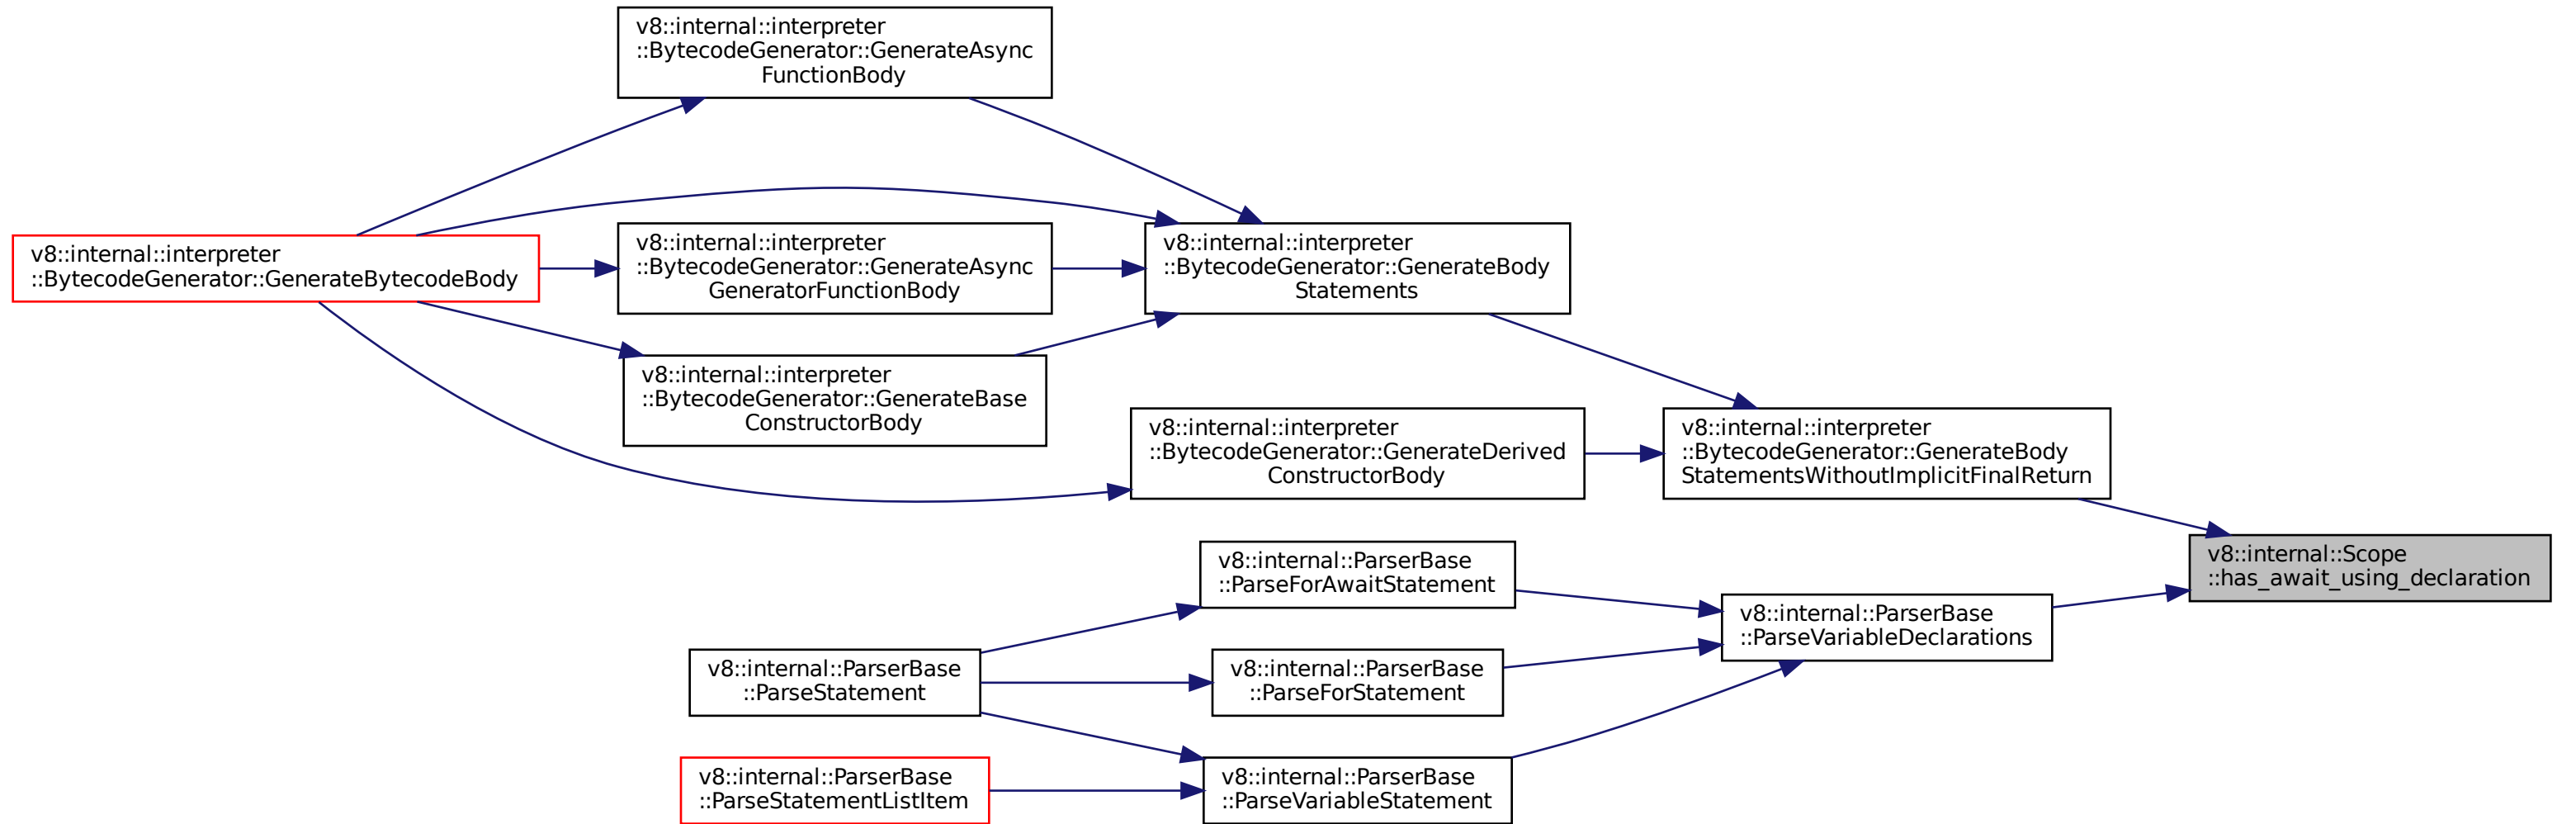 v8::internal::interpreter
::BytecodeGenerator::GenerateAsync
FunctionBody
v8::internal::interpreter
::BytecodeGenerator::GenerateBytecodeBody
v8::internal::interpreter
::BytecodeGenerator::GenerateAsync
GeneratorFunctionBody
v8::internal::interpreter
::BytecodeGenerator::GenerateBody
Statements
v8::internal::interpreter
::BytecodeGenerator::GenerateBase
ConstructorBody
v8::internal::interpreter
::BytecodeGenerator::GenerateDerived
ConstructorBody
v8::internal::interpreter
::BytecodeGenerator::GenerateBody
StatementsWithoutImplicitFinalReturn
v8::internal::Scope
::has_await_using_declaration
v8::internal::ParserBase
::ParseForAwaitStatement
v8::internal::ParserBase
::ParseVariableDeclarations
v8::internal::ParserBase
::ParseStatement
v8::internal::ParserBase
::ParseForStatement
v8::internal::ParserBase
::ParseStatementListItem
v8::internal::ParserBase
::ParseVariableStatement